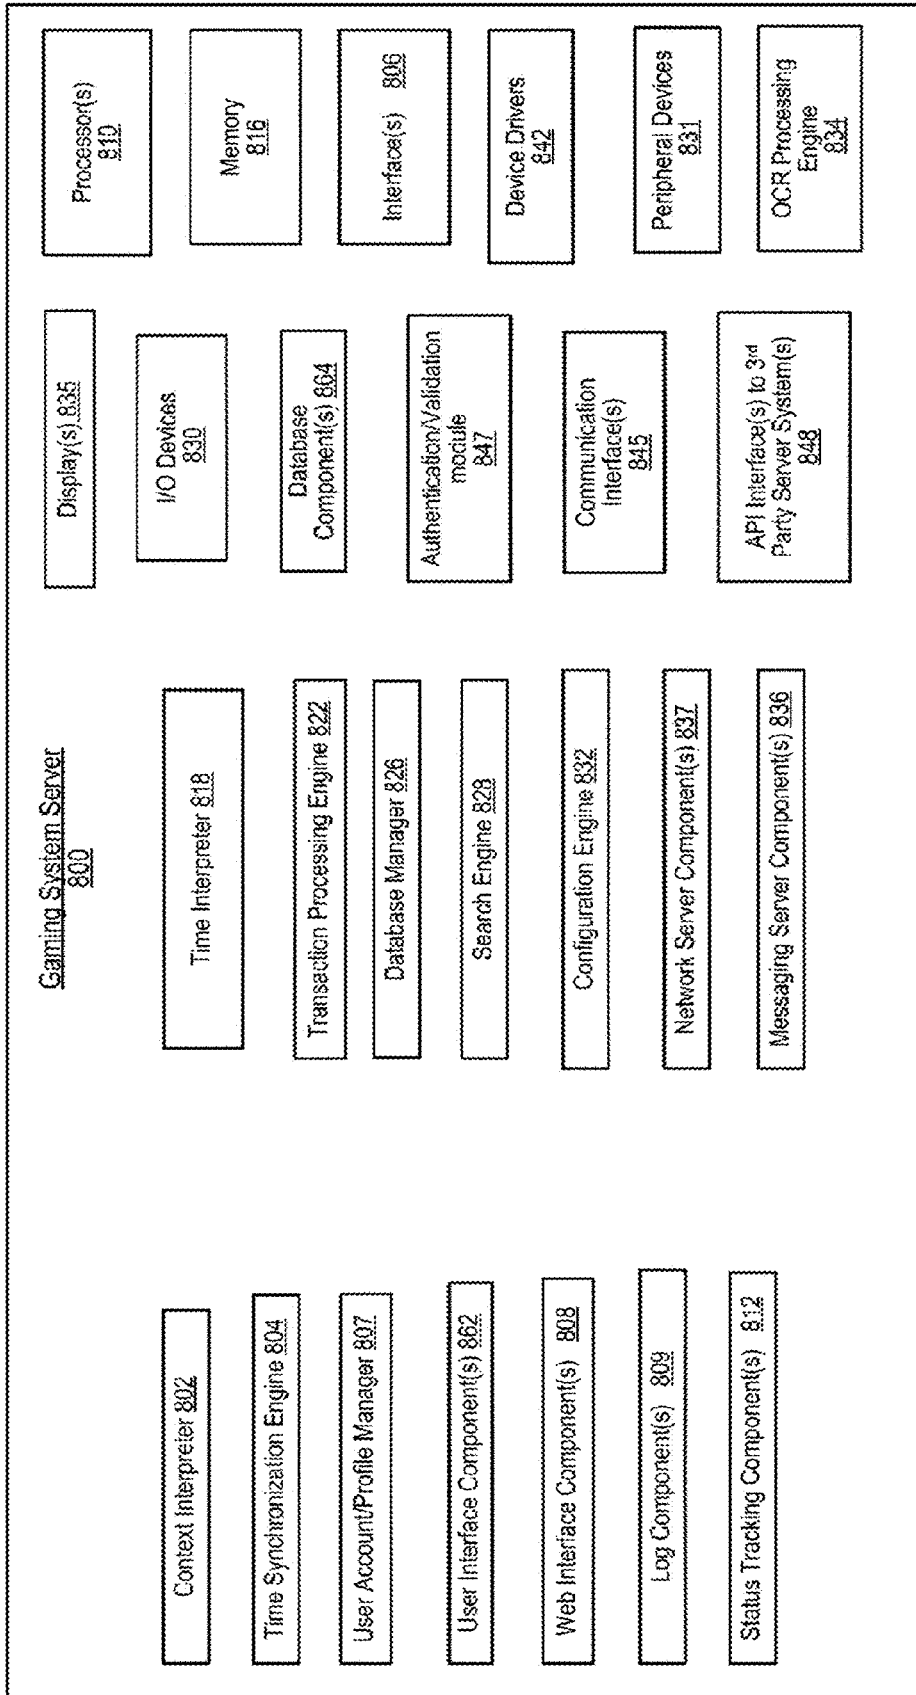 Gaming System Server
800
Context Interpreter 802
Time Synchronization Engine 804
User Account/Profile Manager 807
User Interface Component(s) 862
Web Interface Component(s) 808
Log Component(s) 809
Status Tracking Component(s) 812
Time Interpreter 818
Transaction Processing Engine 822
Database Manager 826
Search Engine 828
Configuration Engine 832
Network Server Component(s) 837
Messaging Server Component(s) 836
Display(s) 835
I/O Devices
830
Database
Component(s) 864
Authentication/Validation
module
847
Communication
Interface(s)
845
API Interface(s) to 3rd
Party Server System(s)
848
Processor(s)
810
Memory
816
Interface(s) 806
Device Drivers
842
Peripheral Devices
831
OCR Processing
Engine
834